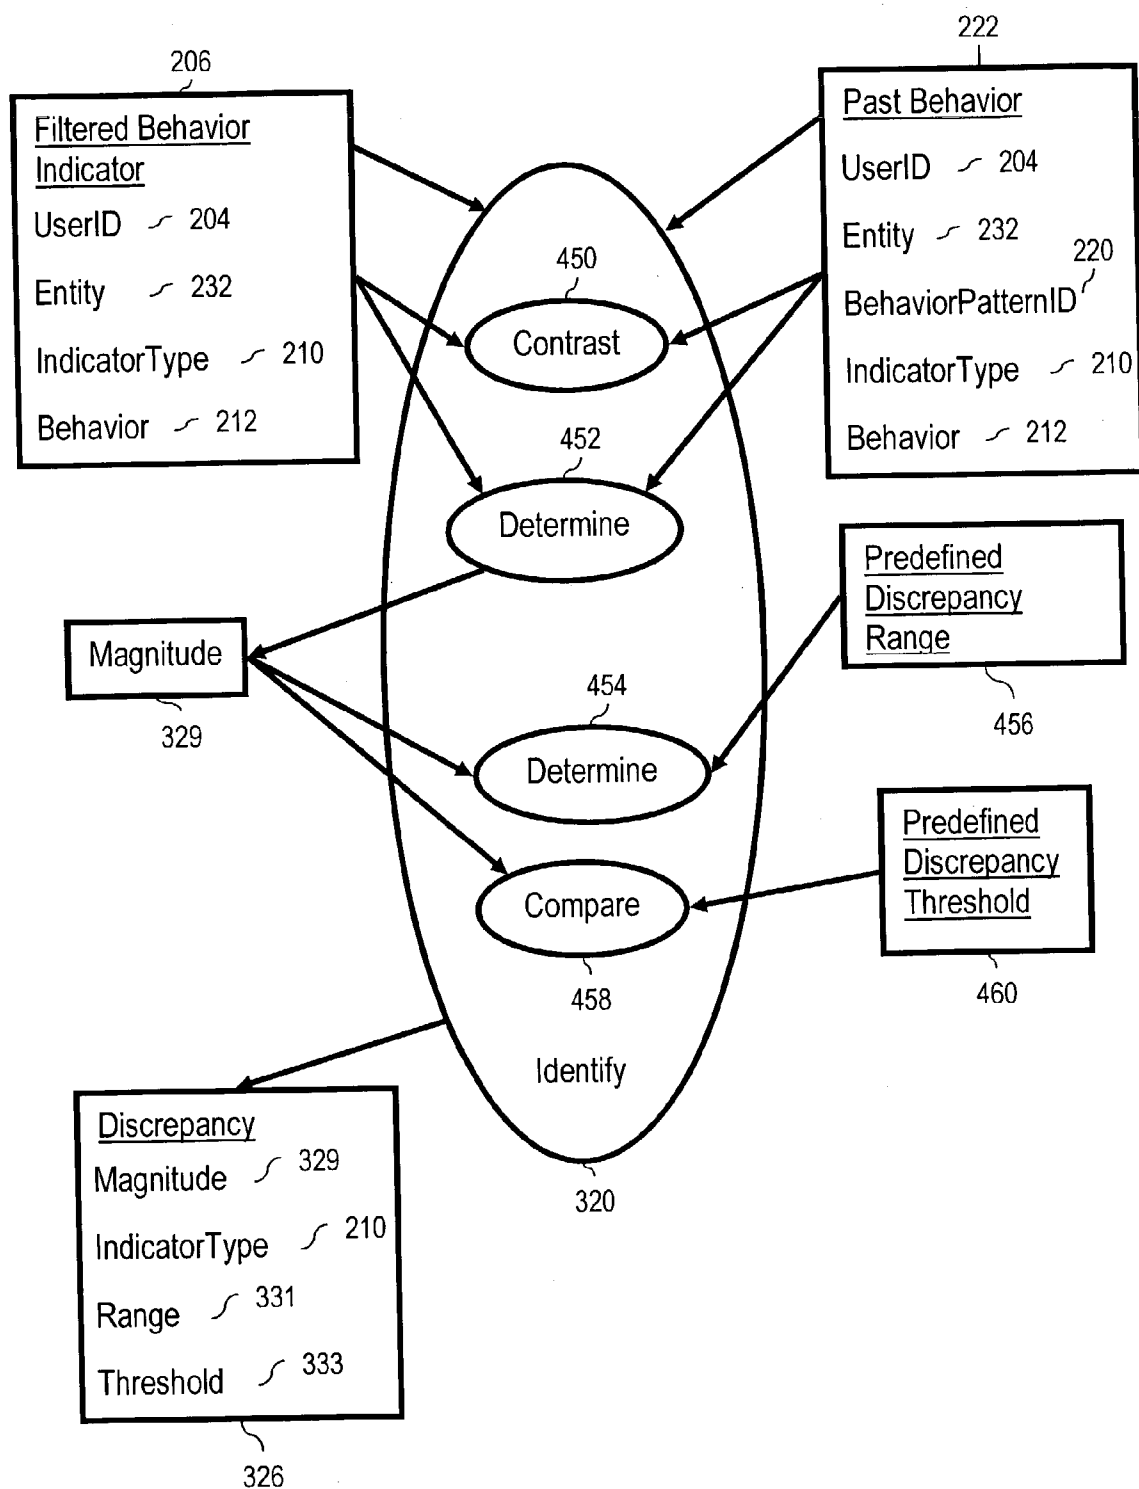 206
Filtered Behavior
Indicator
UserID 204
Entity 232
IndicatorType 210
Behavior 212
222
Past Behavior
UserID 204
Entity 232
220
BehaviorPatternID
IndicatorType 210
Behavior 212
450
Contrast
452
Determine
Predefined
Discrepancy
Range
456
Magnitude
329
454
Determine
Predefined
Discrepancy
Threshold
460
Compare
458
Identify
320
Discrepancy
Magnitude 329
IndicatorType 210
Range 331
Threshold 333
326